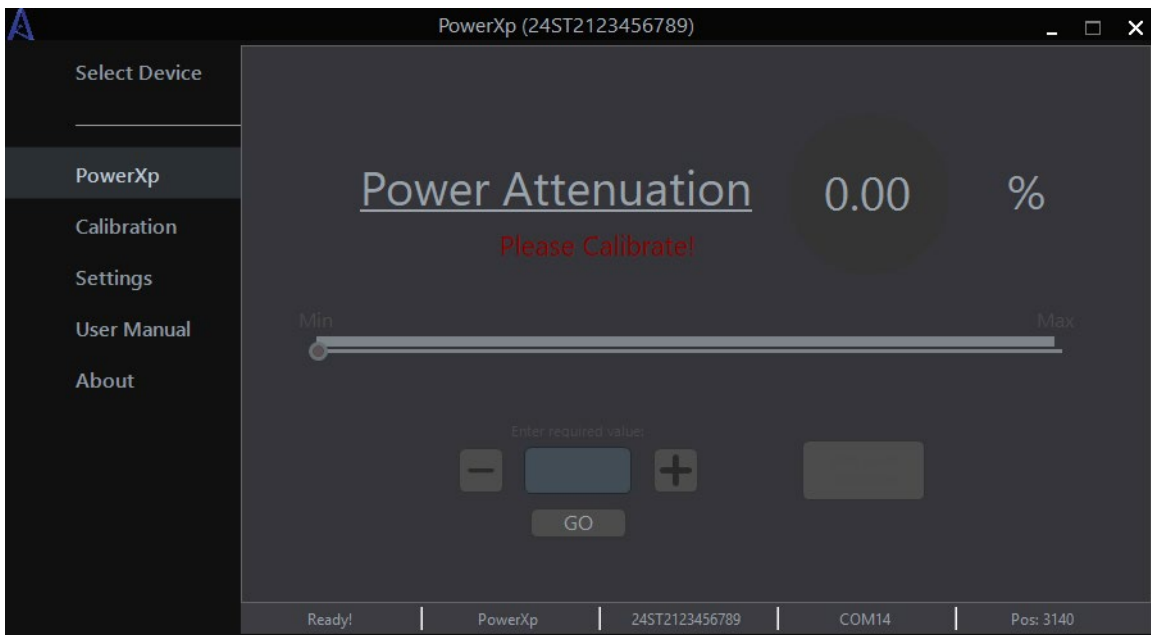 PowerXp (24ST2123456789)
Select Device
PowerXp
Calibration
Settings
User Manual
About
Power Attenuation 0.00 %
Please Calibrate!
Min Max
Enter required value:
GO
Ready! PowerXp 24ST2123456789 COM14 Pos: 3140